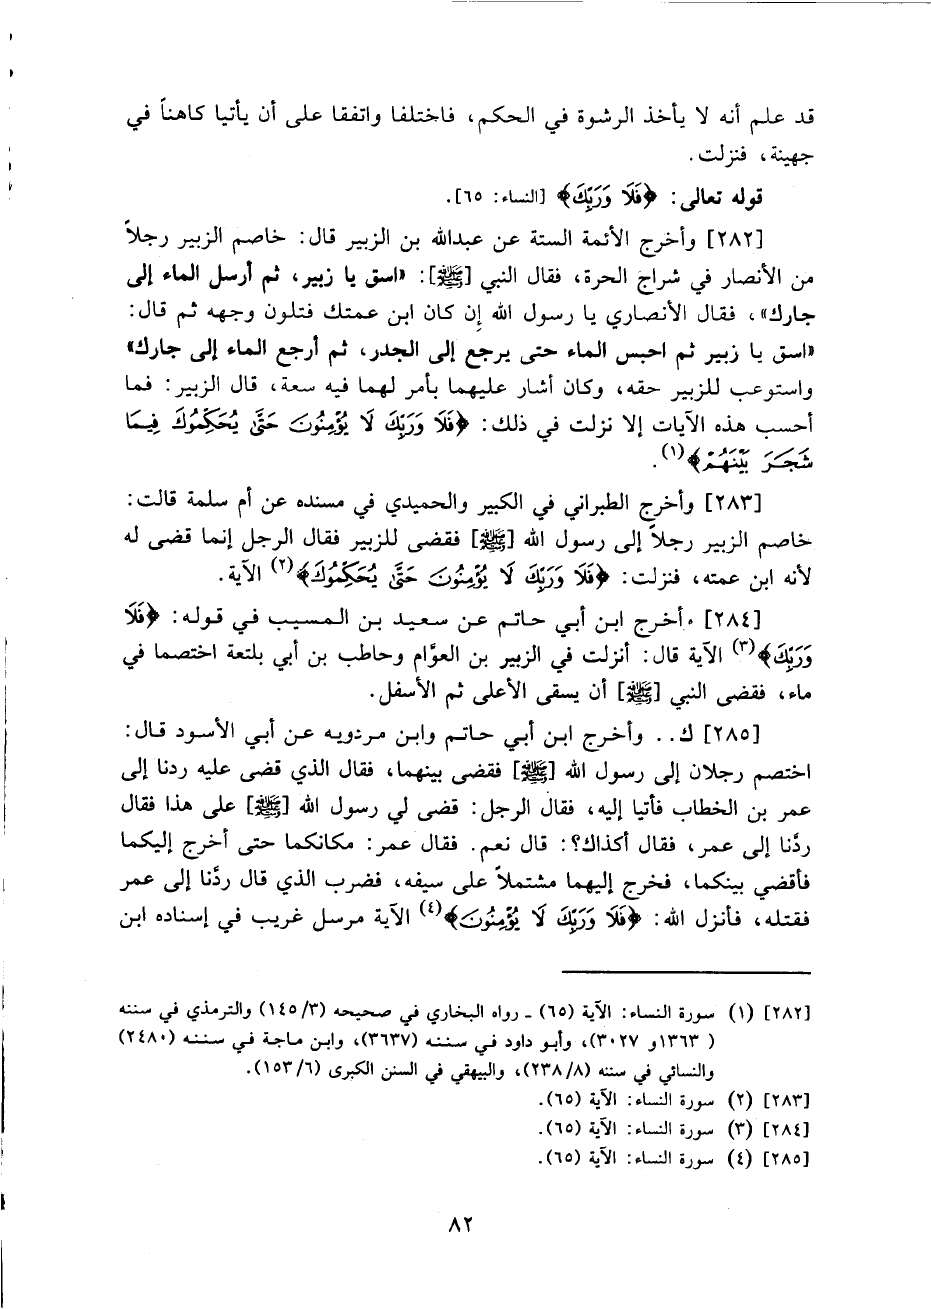 قد علم أنه لا يأخذ الرشوة في الحكم، فاختلفا واتفقا على أن يأتيا كاهناً في
جهينة، فنزلت.
قوله تعالى: ﴿فَلَا وَرَبِّكَ﴾ [النساء: ٦٥].
[٢٨٢] وأخرج الأئمة الستة عن عبدالله بن الزبير قال: خاصم الزبير رجلاً
من الأنصار في شراج الحرة، فقال النبي [ﷺ]: «اسق يا زبير، ثم أرسل الماء إلى
جارك»، فقال الأنصاري يا رسول الله إن كان ابن عمتك فتلون وجهه ثم قال:
«اسق يا زبير ثم احبس الماء حتى يرجع إلى الجدر، ثم أرجع الماء إلى جارك»
واستوعب للزبير حقه، وكان أشار عليهما بأمر لهما فيه سعة، قال الزبير: فما
أحسب هذه الآيات إلا نزلت في ذلك: ﴿فَلَا وَرَبِّكَ لَا يُؤْمِنُونَ حَتَّىٰ يُحَكِّمُوكَ فِيمَا
شَجَرَ بَيْنَهُمْ﴾(١).
[٢٨٣] وأخرج الطبراني في الكبير والحميدي في مسنده عن أم سلمة قالت:
خاصم الزبير رجلاً إلى رسول الله [ﷺ] فقضى للزبير فقال الرجل إنما قضى له
لأنه ابن عمته، فنزلت: ﴿فَلَا وَرَبِّكَ لَا يُؤْمِنُونَ حَتَّىٰ يُحَكِّمُوكَ﴾(٢) الآية.
[٢٨٤] وأخرج ابن أبي حاتم عن سعيد بن المسيب في قوله: ﴿فَلَا
وَرَبِّكَ﴾(٣) الآية قال: أنزلت في الزبير بن العوَّام وحاطب بن أبي بلتعة اختصما في
ماء، فقضى النبي [ﷺ] أن يسقى الأعلى ثم الأسفل.
[٢٨٥] ك.. وأخرج ابن أبي حاتم وابن مردويه عن أبي الأسود قال:
اختصم رجلان إلى رسول الله [ﷺ] فقضى بينهما، فقال الذي قضى عليه ردنا إلى
عمر بن الخطاب فأتيا إليه، فقال الرجل: قضى لي رسول الله [ﷺ] على هذا فقال
ردَّنا إلى عمر، فقال أكذاك؟: قال نعم. فقال عمر: مكانكما حتى أخرج إليكما
فأقضي بينكما، فخرج إليهما مشتملاً على سيفه، فضرب الذي قال ردَّنا إلى عمر
فقتله، فأنزل الله: ﴿فَلَا وَرَبِّكَ لَا يُؤْمِنُونَ﴾(٤) الآية مرسل غريب في إسناده ابن
[٢٨٢] (١) سورة النساء: الآية (٦٥) ـ رواه البخاري في صحيحه (١٤٥/٣) والترمذي في سننه
( ١٣٦٣و ٣٠٢٧)، وأبو داود في سننه (٣٦٣٧)، وابن ماجة في سننه (٢٤٨٠)
والنسائي في سننه (٢٣٨/٨)، والبيهقي في السنن الكبرى (١٥٣/٦).
[٢٨٣] (٢) سورة النساء: الآية (٦٥).
[٢٨٤] (٣) سورة النساء: الآية (٦٥).
[٢٨٥] (٤) سورة النساء: الآية (٦٥).
٨٢